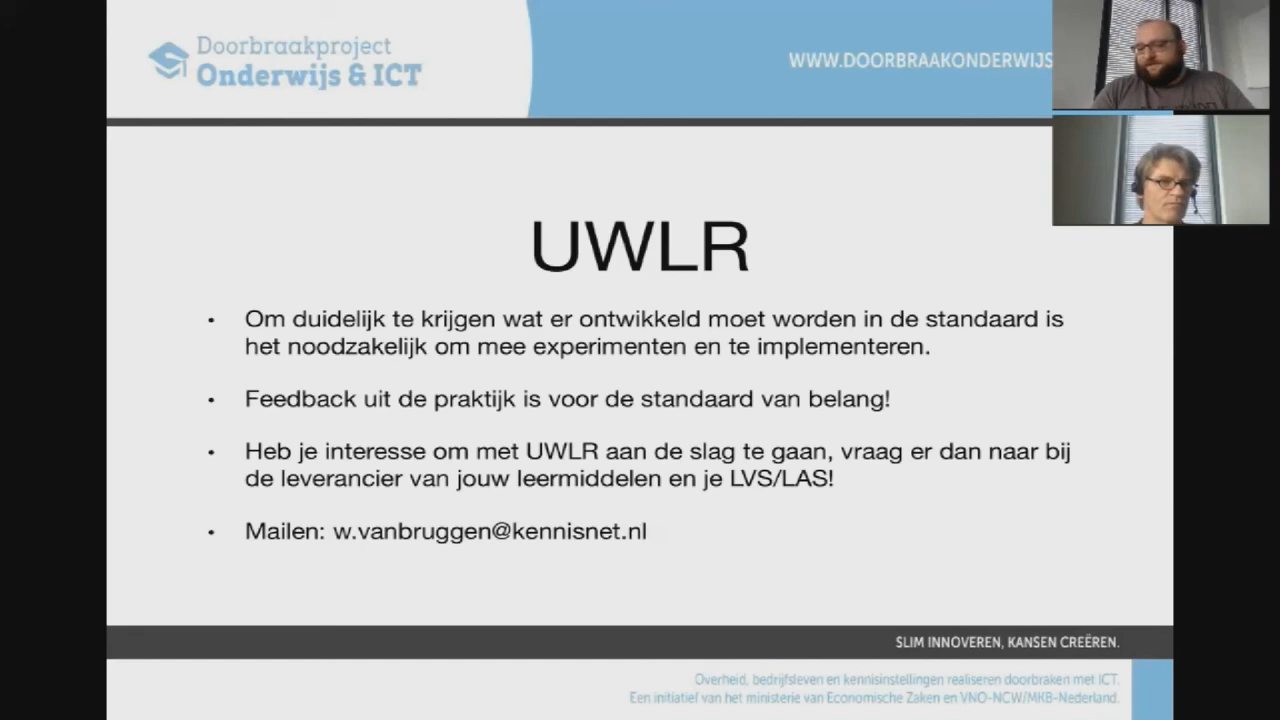 Doorbraakproject
Onderwijs & ICT
WWW.DOORBRAAKONDERWIJS
UWLR
• Om duidelijk te krijgen wat er ontwikkeld moet worden in de standaard is
het noodzakelijk om mee experimenten en te implementeren.
• Feedback uit de praktijk is voor de standaard van belang!
• Heb je interesse om met UWLR aan de slag te gaan, vraag er dan naar bij
de leverancier van jouw leermiddelen en je LVS/LAS!
• Mailen: w.vanbruggen@kennisnet.nl
SLIM INNOVEREN, KANSEN CREËREN.
Overheid, bedrijfsleven en kennisinstellingen realiseren doorbraken met ICT.
Een initiatief van het ministerie van Economische Zaken en VNO-NCW/MKB-Nederland.